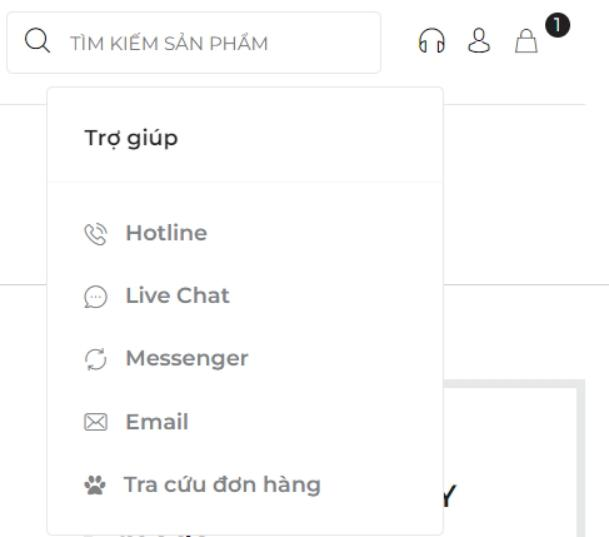 TÌM KIẾM SẢN PHẨM
1
Trợ giúp
Hotline
Live Chat
Messenger
Email
Tra cứu đơn hàng
Y